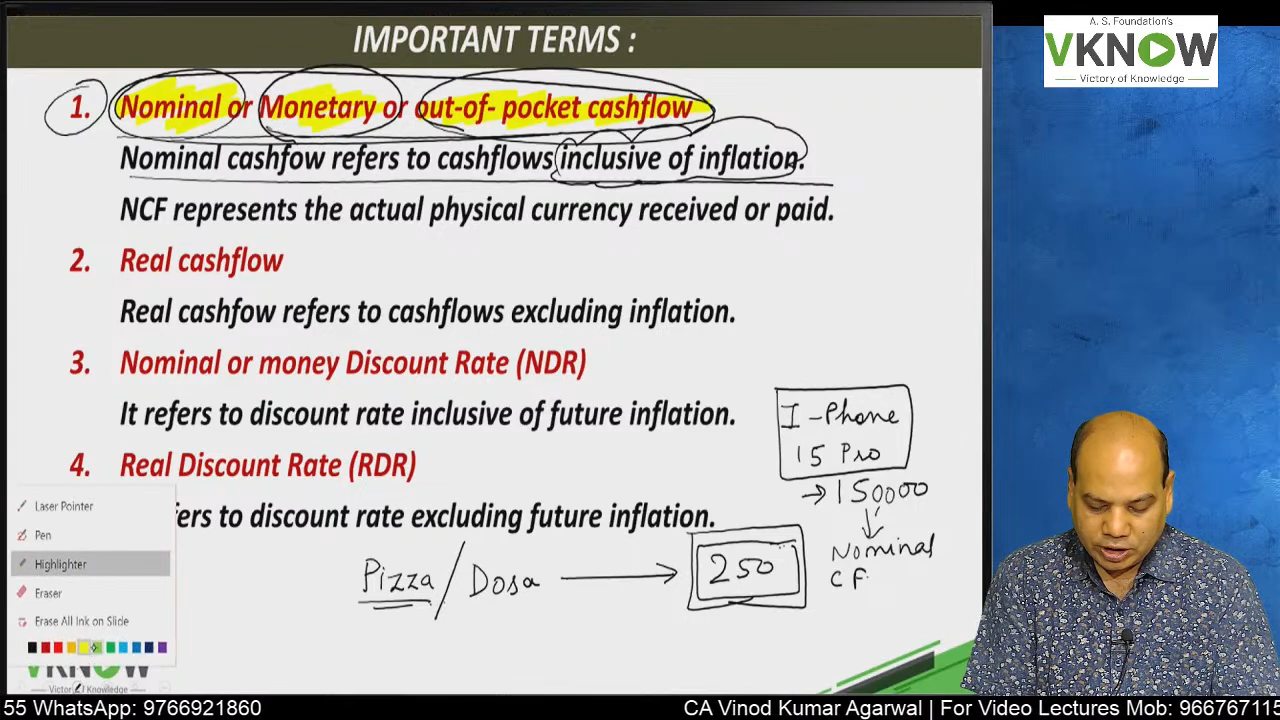 IMPORTANT TERMS :
A. S. Foundation's
VKNOW
Victory of Knowledge
1. Nominal or Monetary or out-of- pocket cashflow
Nominal cashfow refers to cashflows inclusive of inflation.
NCF represents the actual physical currency received or paid.
2. Real cashflow
Real cashfow refers to cashflows excluding inflation.
3. Nominal or money Discount Rate (NDR)
It refers to discount rate inclusive of future inflation.
4. Real Discount Rate (RDR)
fers to discount rate excluding future inflation.
I-Phone
15 Pro
→ 150000
Nominal
CF
Pizza / Dosa → 250
Laser Pointer
Pen
Highlighter
Eraser
Erase All Ink on Slide
VKNOW
Victory Knowledge
55 WhatsApp: 9766921860
CA Vinod Kumar Agarwal | For Video Lectures Mob: 966767115